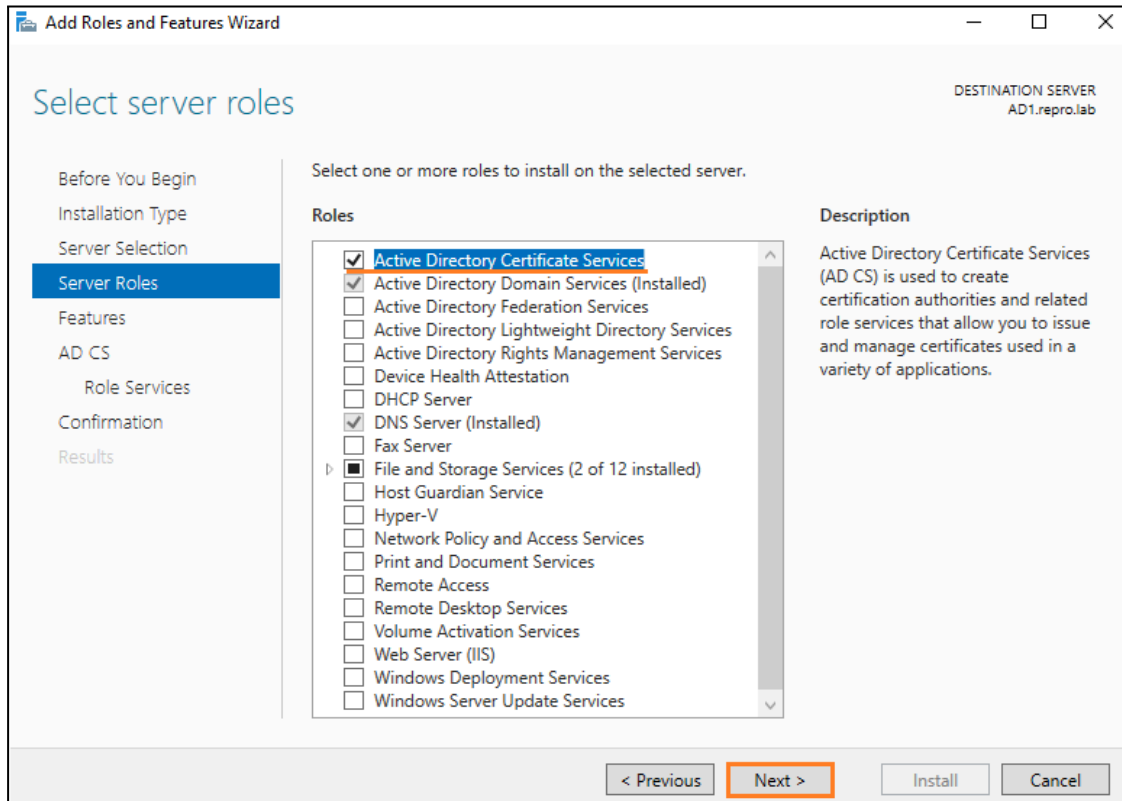 Add Roles and Features Wizard
Select server roles
DESTINATION SERVER
AD1.repro.lab
Before You Begin
Installation Type
Server Selection
Server Roles
Features
AD CS
Role Services
Confirmation
Results
Select one or more roles to install on the selected server.
Roles
Active Directory Certificate Services
Active Directory Domain Services (Installed)
Active Directory Federation Services
Active Directory Lightweight Directory Services
Active Directory Rights Management Services
Device Health Attestation
DHCP Server
DNS Server (Installed)
Fax Server
File and Storage Services (2 of 12 installed)
Host Guardian Service
Hyper-V
Network Policy and Access Services
Print and Document Services
Remote Access
Remote Desktop Services
Volume Activation Services
Web Server (IIS)
Windows Deployment Services
Windows Server Update Services
Description
Active Directory Certificate Services
(AD CS) is used to create
certification authorities and related
role services that allow you to issue
and manage certificates used in a
variety of applications.
< Previous
Next >
Install
Cancel